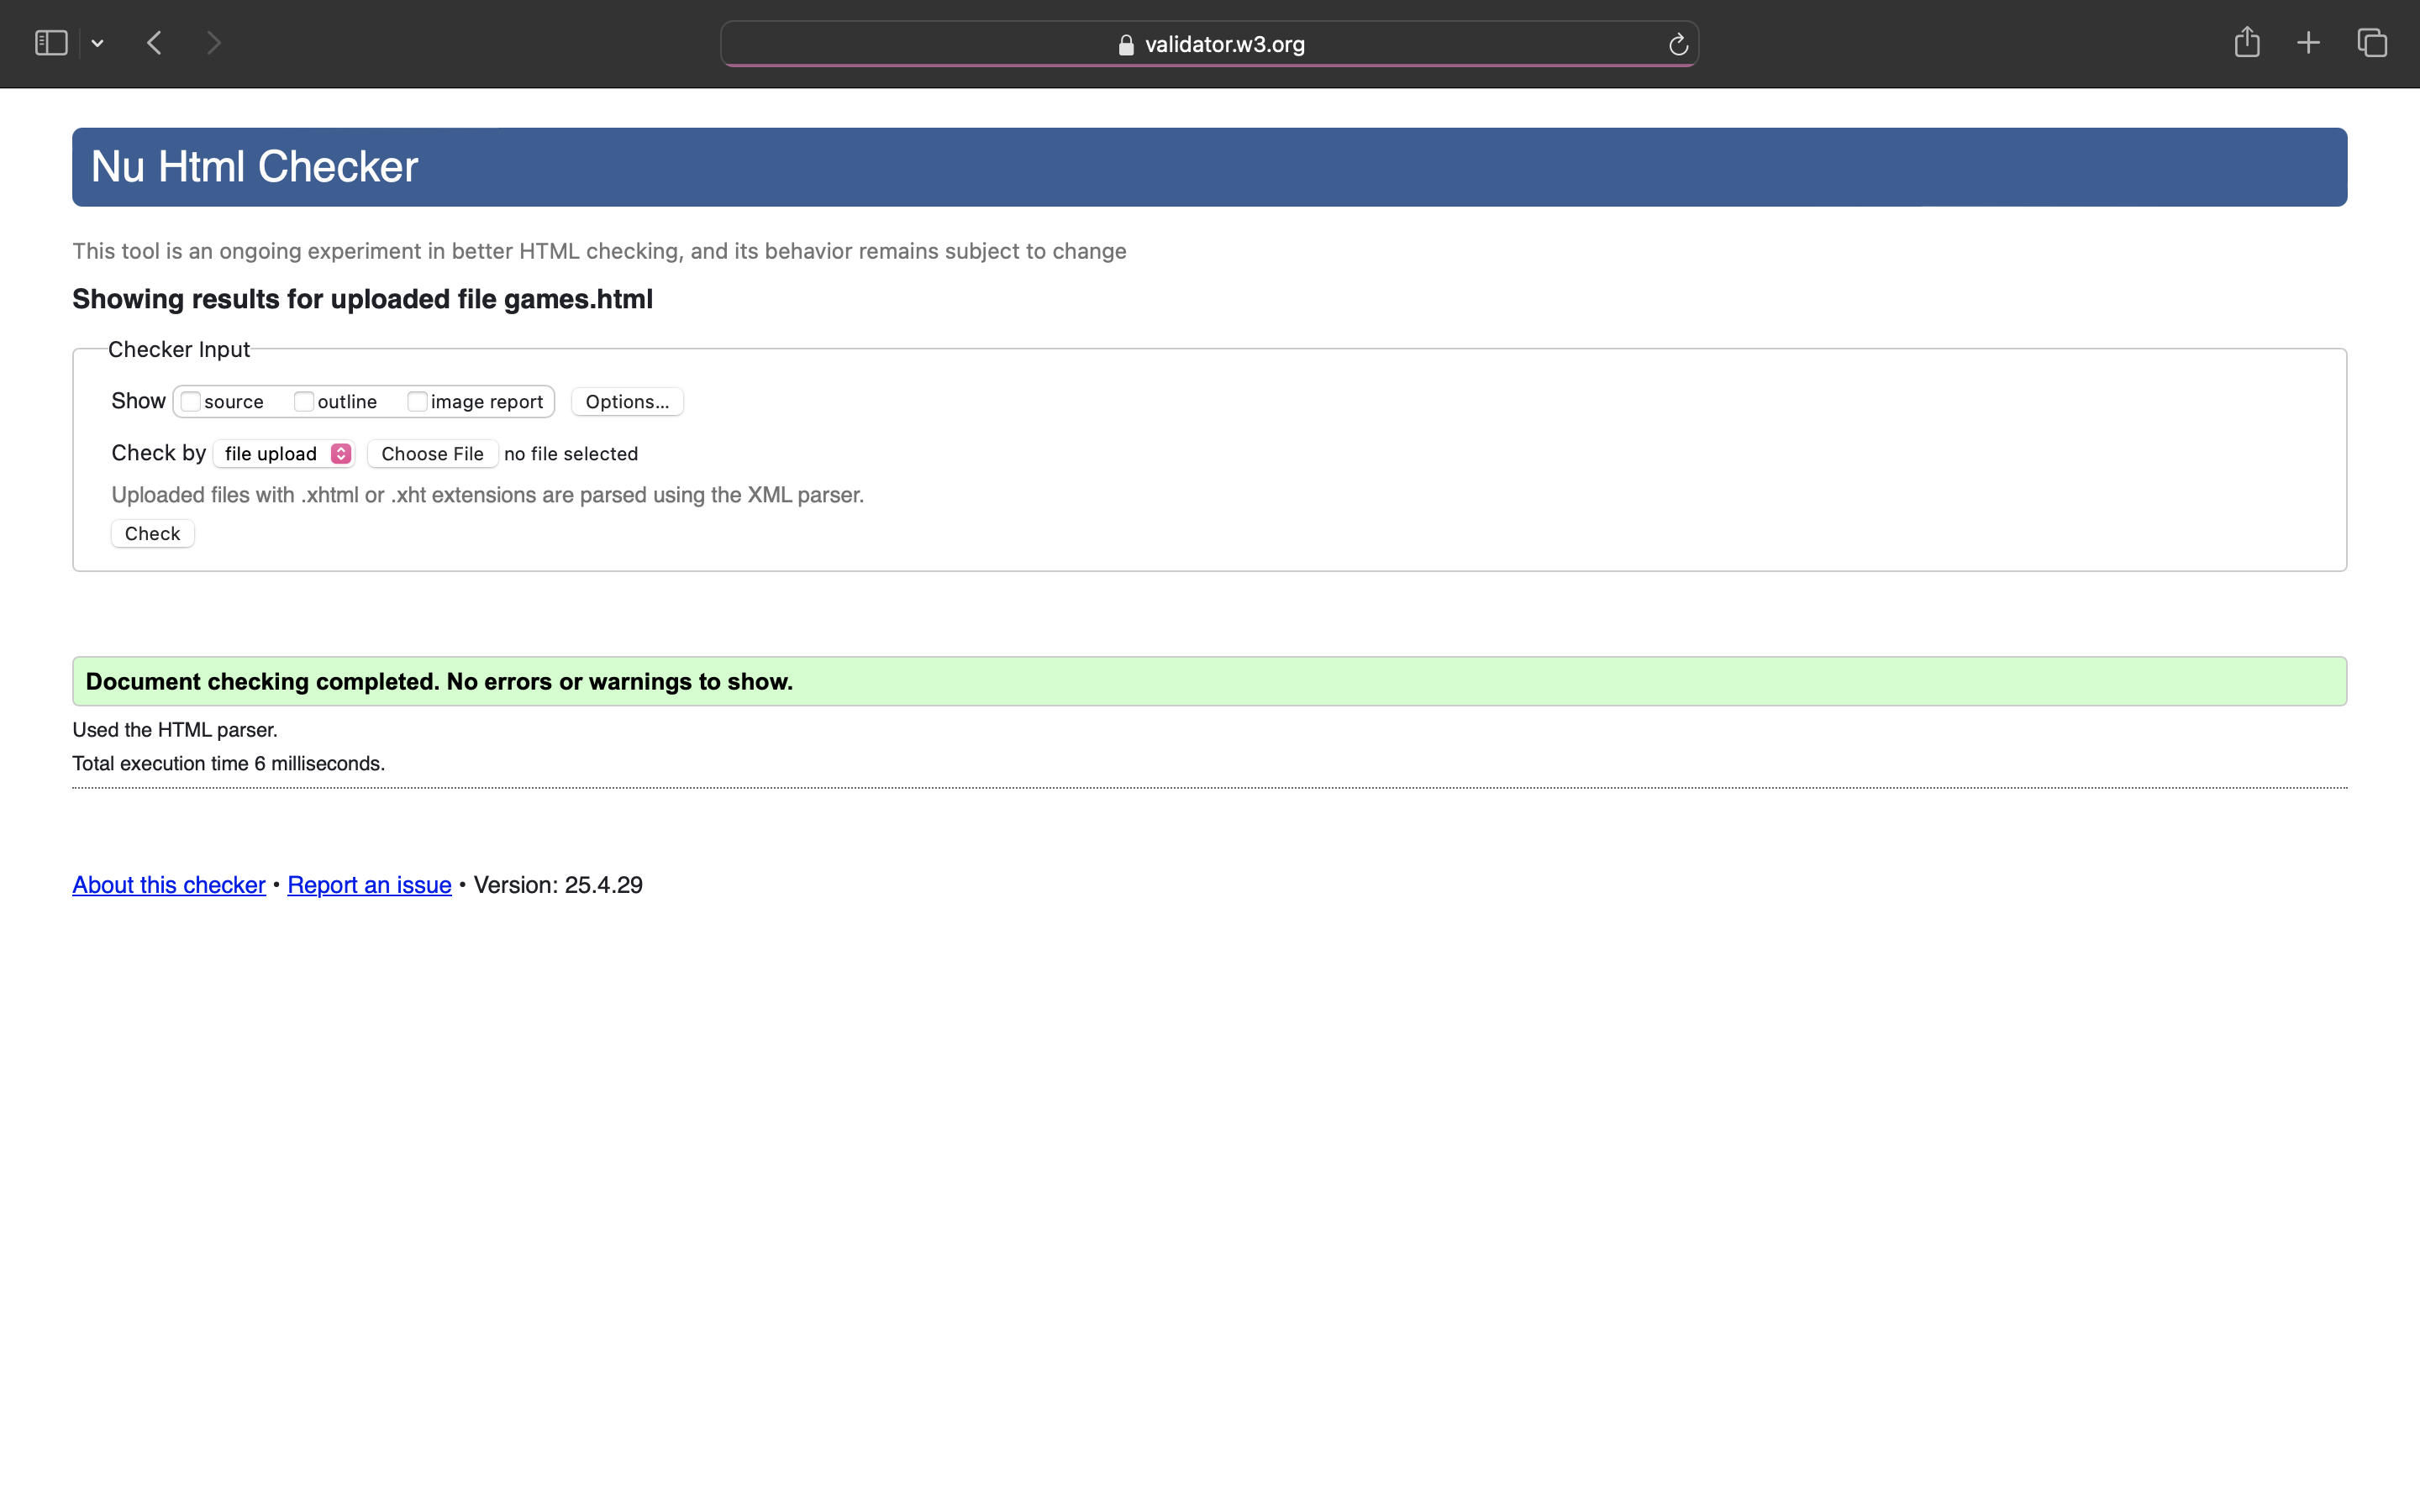 validator.w3.org
Nu Html Checker
This tool is an ongoing experiment in better HTML checking, and its behavior remains subject to change
Showing results for uploaded file games.html
Checker Input
Show source outline image report Options...
Check by file upload Choose File no file selected
Uploaded files with .xhtml or .xht extensions are parsed using the XML parser.
Check
Document checking completed. No errors or warnings to show.
Used the HTML parser.
Total execution time 6 milliseconds.
About this checker • Report an issue • Version: 25.4.29